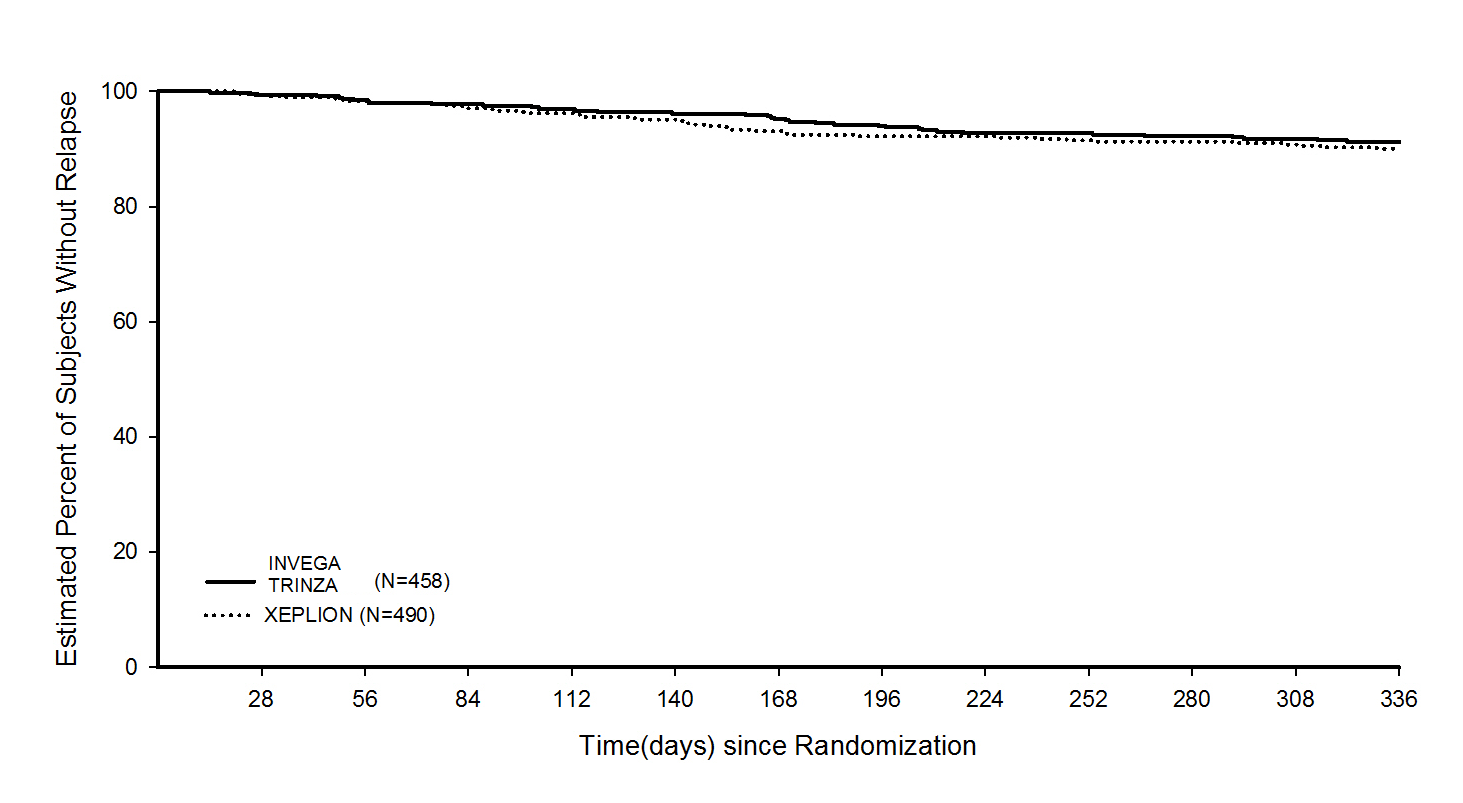 Estimated Percent of Subjects Without Relapse
100
80
60
40
20
0
INVEGA
TRINZA (N=458)
XEPLION (N=490)
28 56 84 112 140 168 196 224 252 280 308 336
Time(days) since Randomization